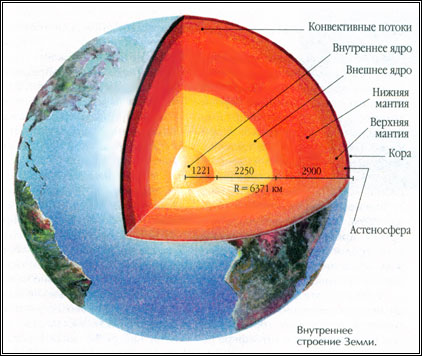 Конвективные потоки
Внутреннее ядро
Внешнее ядро
Нижняя
мантия
Верхняя
мантия
Кора
1221 2250 2900
R = 6371 км
Астеносфера
Внутреннее
строение Земли.